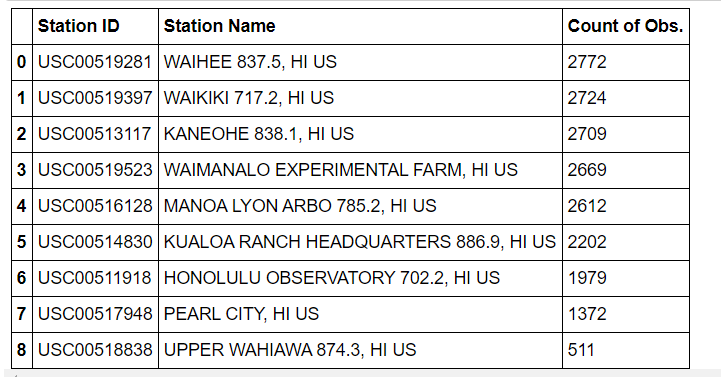 Station ID Station Name Count of Obs.
0 USC00519281 WAIHEE 837.5, HI US 2772
1 USC00519397 WAIKIKI 717.2, HI US 2724
2 USC00513117 KANEOHE 838.1, HI US 2709
3 USC00519523 WAIMANALO EXPERIMENTAL FARM, HI US 2669
4 USC00516128 MANOA LYON ARBO 785.2, HI US 2612
5 USC00514830 KUALOA RANCH HEADQUARTERS 886.9, HI US 2202
6 USC00511918 HONOLULU OBSERVATORY 702.2, HI US 1979
7 USC00517948 PEARL CITY, HI US 1372
8 USC00518838 UPPER WAHIAWA 874.3, HI US 511